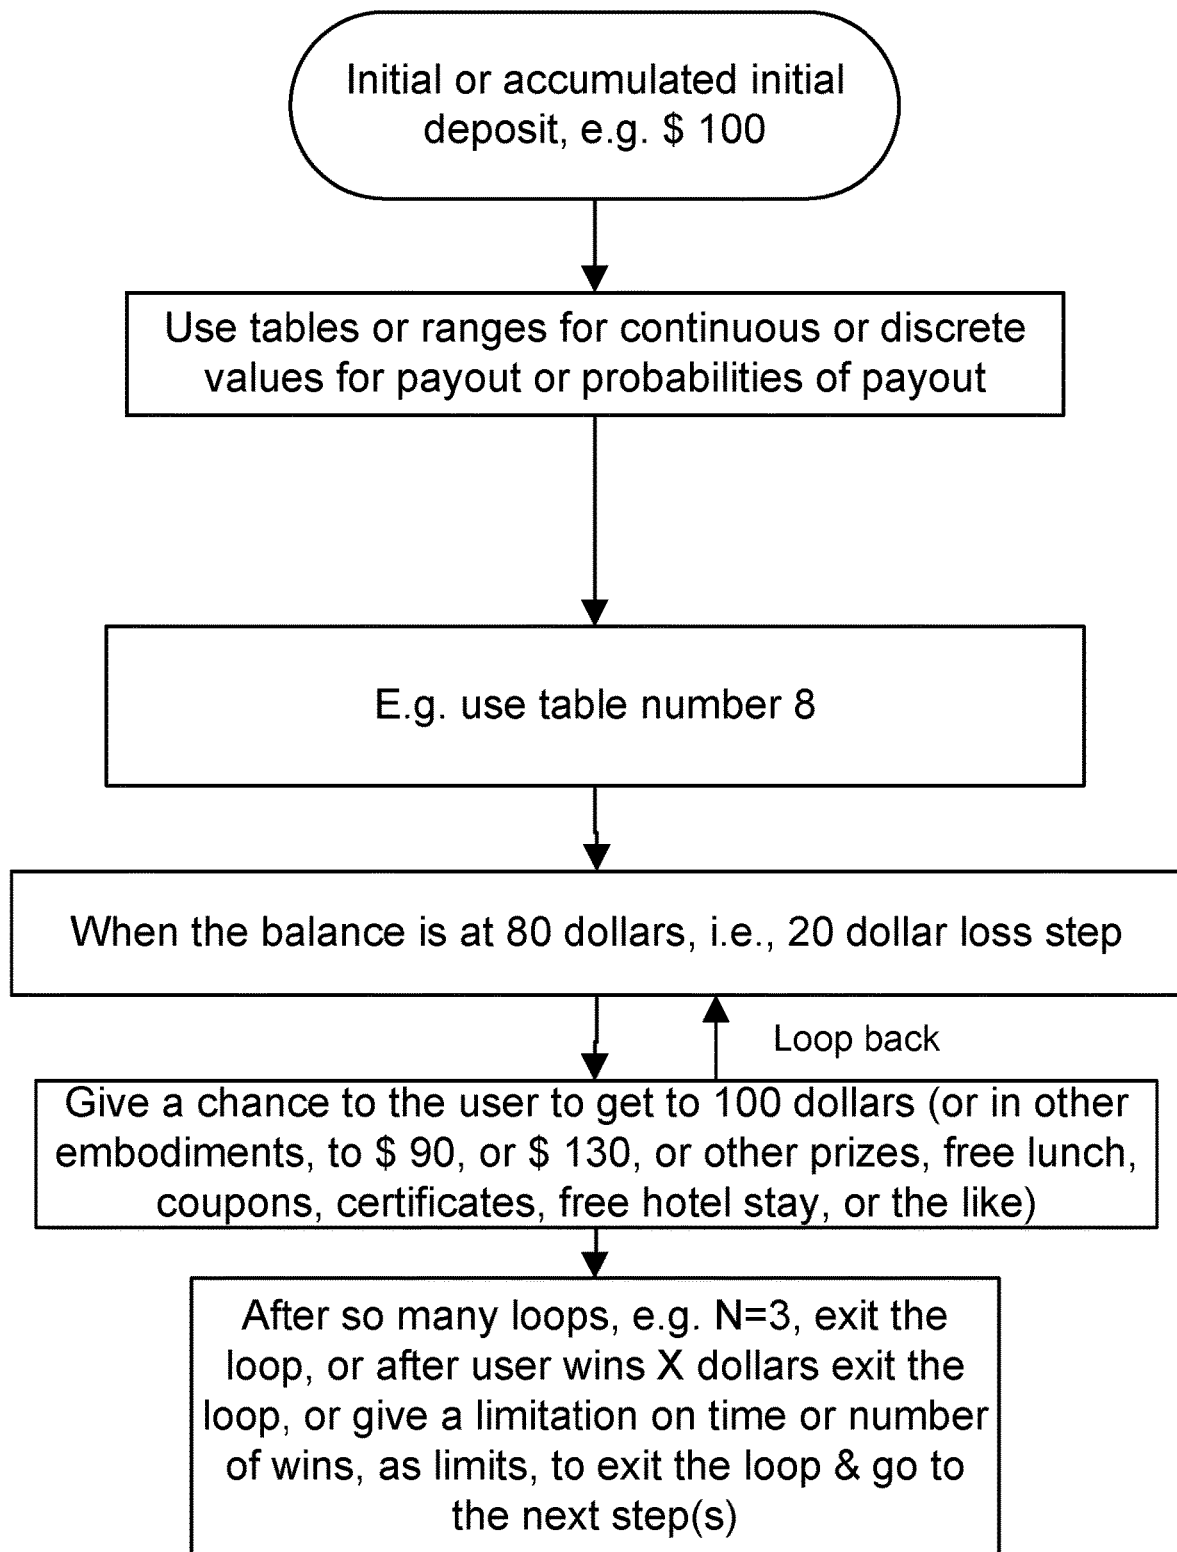 Initial or accumulated initial
deposit, e.g. $ 100
Use tables or ranges for continuous or discrete
values for payout or probabilities of payout
E.g. use table number 8
When the balance is at 80 dollars, i.e., 20 dollar loss step
Loop back
Give a chance to the user to get to 100 dollars (or in other
embodiments, to $ 90, or $ 130, or other prizes, free lunch,
coupons, certificates, free hotel stay, or the like)
After so many loops, e.g. N=3, exit the
loop, or after user wins X dollars exit the
loop, or give a limitation on time or number
of wins, as limits, to exit the loop & go to
the next step(s)